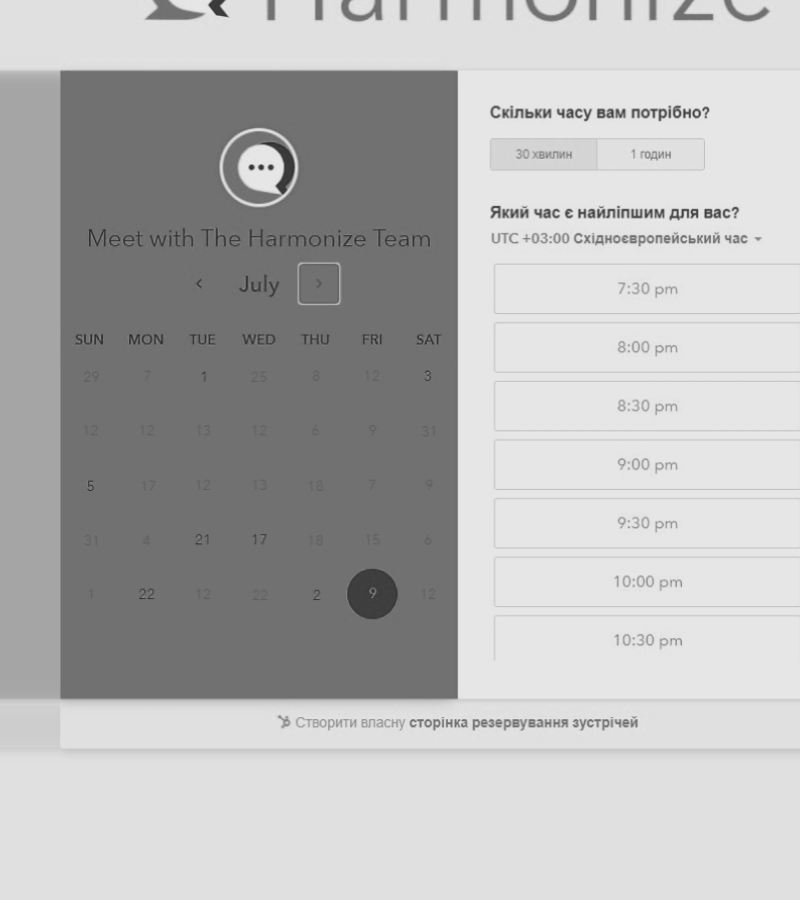 Harmonize
Meet with The Harmonize Team
July
SUN MON TUE WED THU FRI SAT
29 7 1 25 8 12 3
12 12 13 12 6 9 31
5 17 12 13 18 7 9
31 4 21 17 18 15 6
1 22 12 22 2 9 12
Скільки часу вам потрібно?
30 хвилин 1 годин
Який час є найліпшим для вас?
UTC +03:00 Східноєвропейський час
7:30 pm
8:00 pm
8:30 pm
9:00 pm
9:30 pm
10:00 pm
10:30 pm
Створити власну сторінка резервування зустрічей